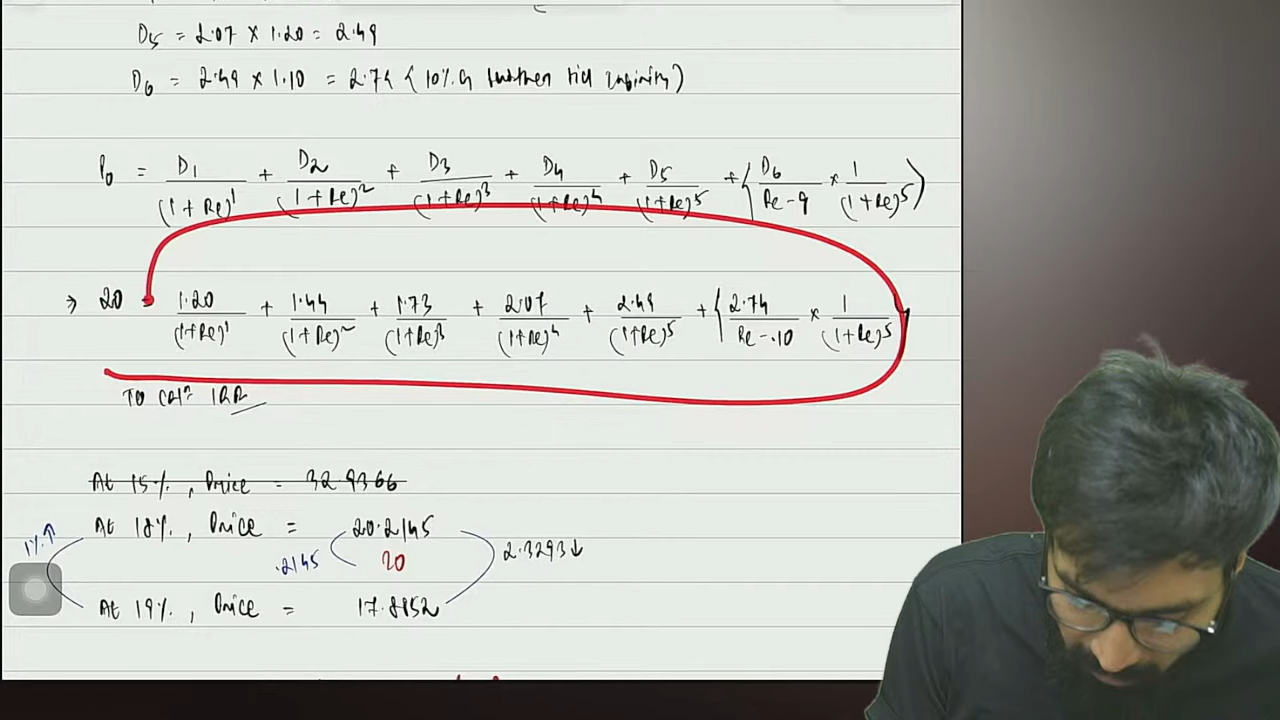 D5 = 2.07 × 1.20 = 2.49
D6 = 2.49 × 1.10 = 2.74 (10% G further till infinity)
P0 = D1/(1+Re)^1 + D2/(1+Re)^2 + D3/(1+Re)^3 + D4/(1+Re)^4 + D5/(1+Re)^5 + {D6/(Re-g) × 1/(1+Re)^5}
⇒ 20 = 1.20/(1+Re)^1 + 1.44/(1+Re)^2 + 1.73/(1+Re)^3 + 2.07/(1+Re)^4 + 2.49/(1+Re)^5 + {2.74/(Re-.10) × 1/(1+Re)^5}
TO IRR
At 15%, Price = 32.9366
At 18%, Price = 20.2145
1% ↑
.2145
20
2.3293 ↓
At 19%, Price = 17.8852